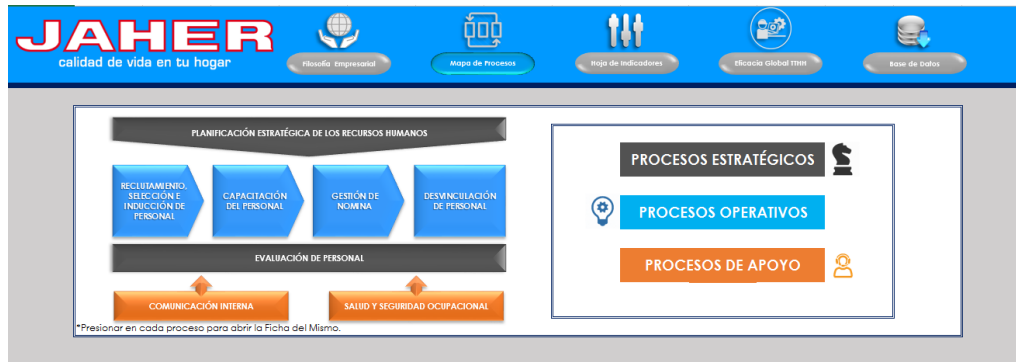 JAHER
calidad de vida en tu hogar
Filosofía Empresarial
Mapa de Procesos
Hoja de Indicadores
Eficacia Global TTHH
Base de Datos
PLANIFICACIÓN ESTRATÉGICA DE LOS RECURSOS HUMANOS
RECLUTAMIENTO,
SELECCIÓN E
INDUCCIÓN DE
PERSONAL
CAPACITACIÓN
DEL PERSONAL
GESTIÓN DE
NOMINA
DESVINCULACIÓN
DE PERSONAL
EVALUACIÓN DE PERSONAL
COMUNICACIÓN INTERNA
SALUD Y SEGURIDAD OCUPACIONAL
*Presionar en cada proceso para abrir la Ficha del Mismo.
PROCESOS ESTRATÉGICOS
PROCESOS OPERATIVOS
PROCESOS DE APOYO